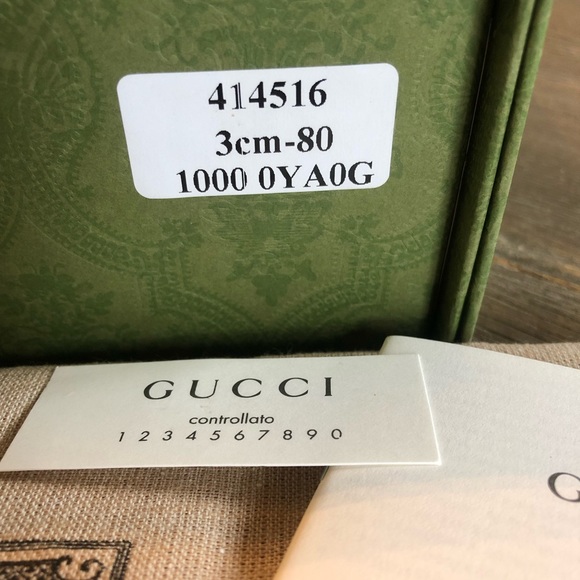 414516
3cm-80
1000 0YA0G
GUCCI
controllato
1 2 3 4 5 6 7 8 9 0
G